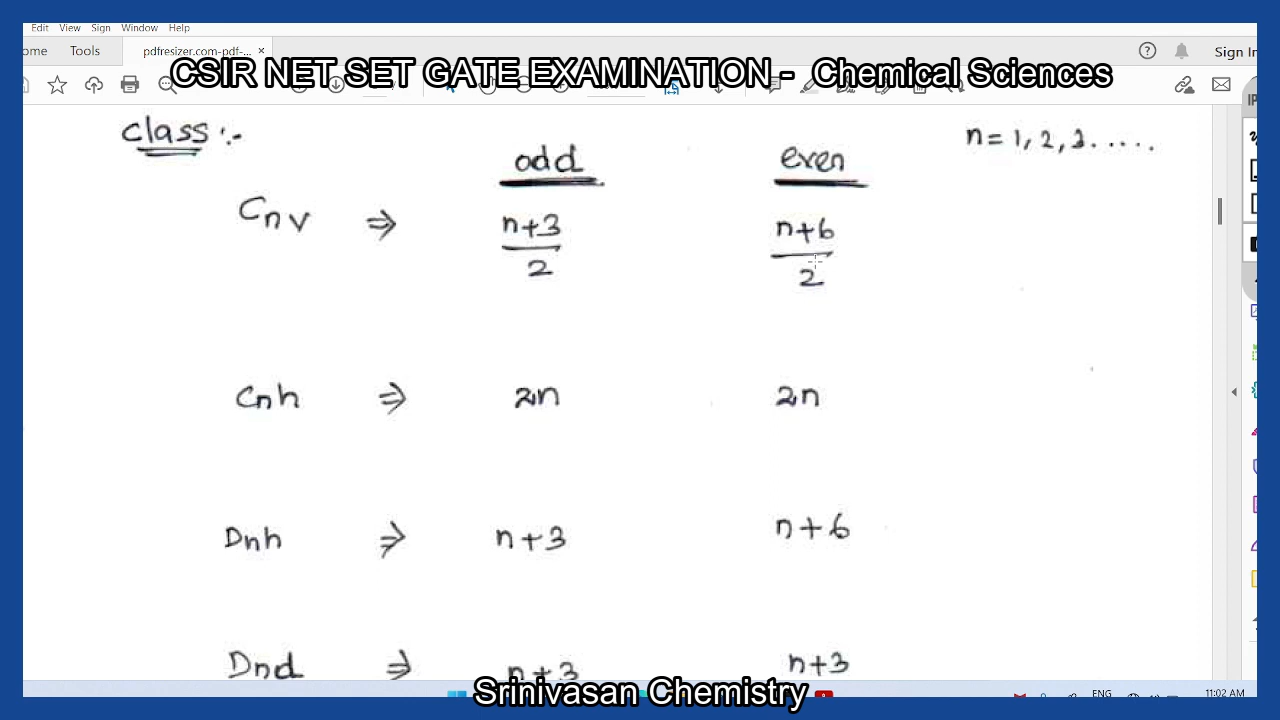 Edit View Sign Window Help
ome Tools pdfresizer.com-pdf-... × Sign In
CSIR NET SET GATE EXAMINATION - Chemical Sciences
class :-
n = 1, 2, 3.....
odd even
Cnv ⇒ n+3/2 n+6/2
Cnh ⇒ 2n 2n
Dnh ⇒ n+3 n+6
Dnd ⇒ n+3 n+3
Srinivasan Chemistry
ENG 11:02 AM